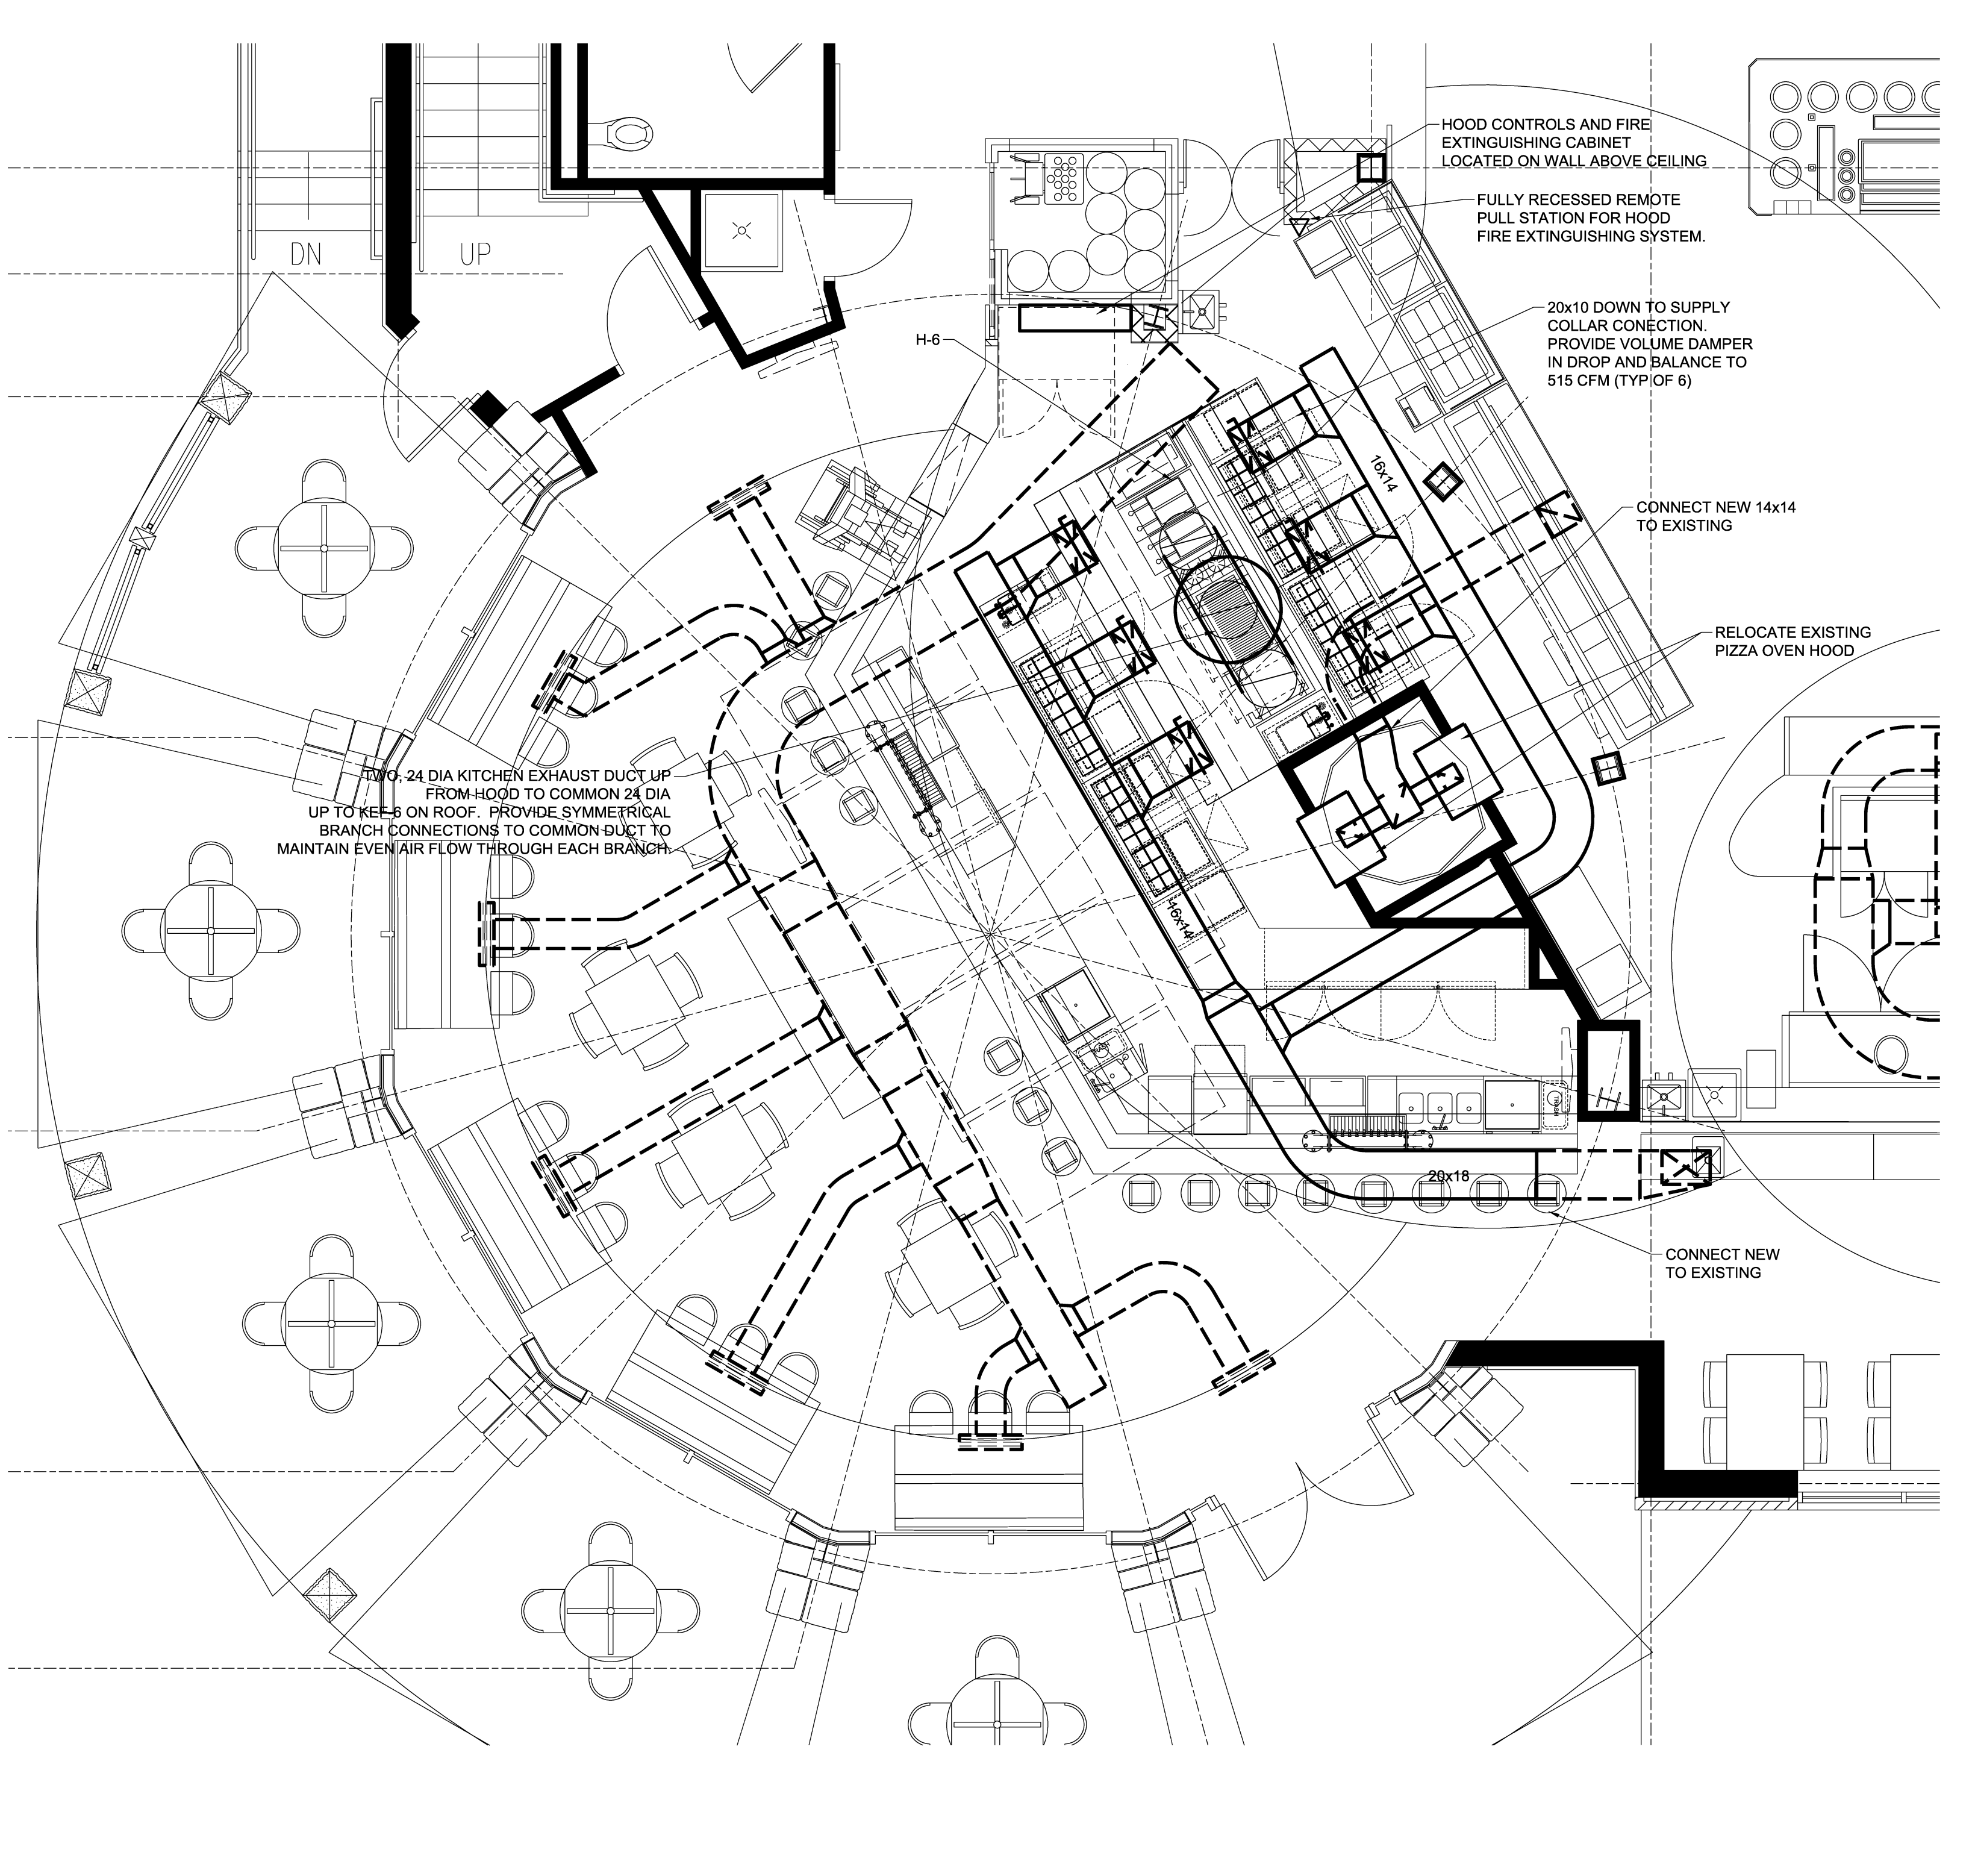 HOOD CONTROLS AND FIRE
EXTINGUISHING CABINET
LOCATED ON WALL ABOVE CEILING
FULLY RECESSED REMOTE
PULL STATION FOR HOOD
FIRE EXTINGUISHING SYSTEM.
DN
UP
20x10 DOWN TO SUPPLY
COLLAR CONECTION.
PROVIDE VOLUME DAMPER
IN DROP AND BALANCE TO
515 CFM (TYP OF 6)
H-6
16x14
CONNECT NEW 14x14
TO EXISTING
RELOCATE EXISTING
PIZZA OVEN HOOD
TWO, 24 DIA KITCHEN EXHAUST DUCT UP
FROM HOOD TO COMMON 24 DIA
UP TO KEF-6 ON ROOF. PROVIDE SYMMETRICAL
BRANCH CONNECTIONS TO COMMON DUCT TO
MAINTAIN EVEN AIR FLOW THROUGH EACH BRANCH.
16x14
TRASH
20x18
CONNECT NEW
TO EXISTING